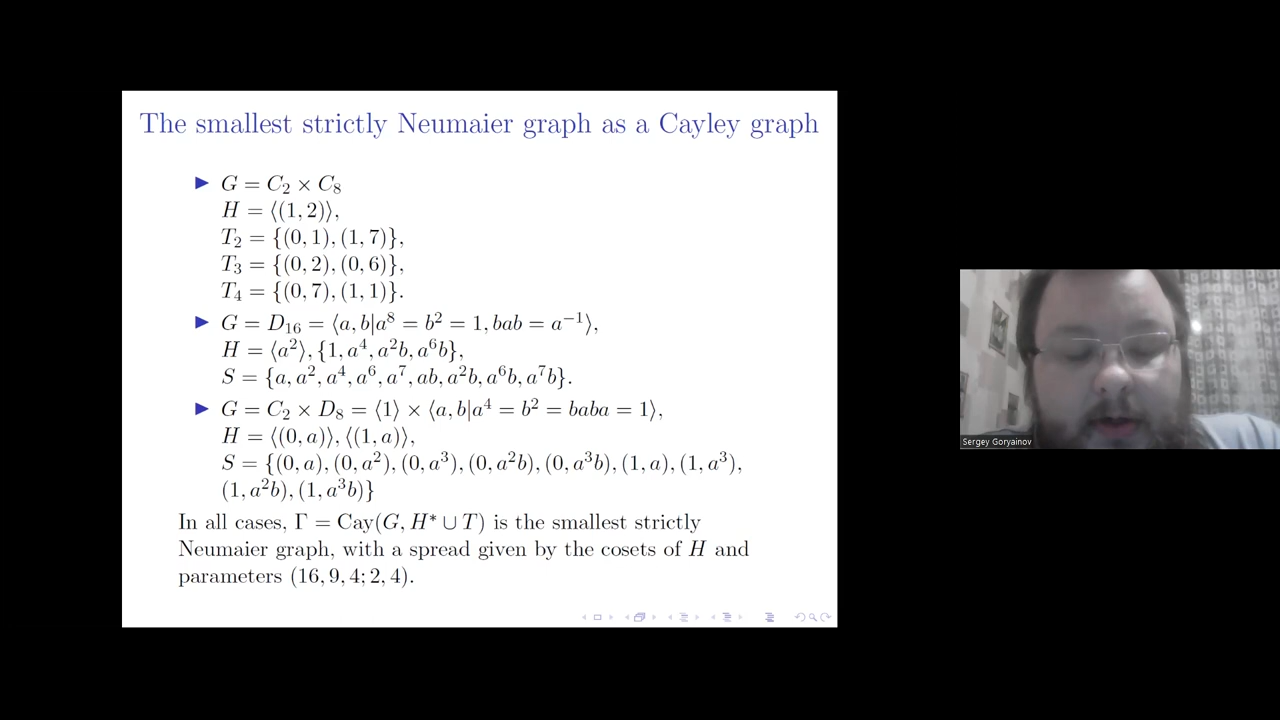 The smallest strictly Neumaier graph as a Cayley graph
▶ G = C₂ × C₈
H = ⟨(1, 2)⟩,
T₂ = {(0, 1), (1, 7)},
T₃ = {(0, 2), (0, 6)},
T₄ = {(0, 7), (1, 1)}.
▶ G = D₁₆ = ⟨a, b|a⁸ = b² = 1, bab = a⁻¹⟩,
H = ⟨a²⟩, {1, a⁴, a²b, a⁶b},
S = {a, a², a⁴, a⁶, a⁷, ab, a²b, a⁶b, a⁷b}.
▶ G = C₂ × D₈ = ⟨1⟩ × ⟨a, b|a⁴ = b² = baba = 1⟩,
H = ⟨(0, a)⟩, ⟨(1, a)⟩,
S = {(0, a), (0, a²), (0, a³), (0, a²b), (0, a³b), (1, a), (1, a³),
(1, a²b), (1, a³b)}
In all cases, Γ = Cay(G, H* ∪ T) is the smallest strictly
Neumaier graph, with a spread given by the cosets of H and
parameters (16, 9, 4; 2, 4).
Sergey Goryainov